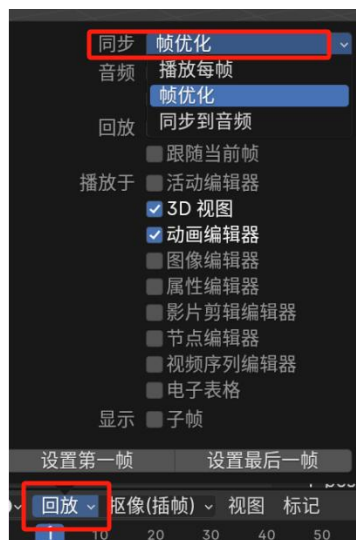 同步 帧优化
音频 播放每帧
帧优化
回放 同步到音频
跟随当前帧
播放于 活动编辑器
3D 视图
动画编辑器
图像编辑器
属性编辑器
影片剪辑编辑器
节点编辑器
视频序列编辑器
电子表格
显示 子帧
设置第一帧 设置最后一帧
回放 抠像(插帧) 视图 标记
1 10 20 30 40 50